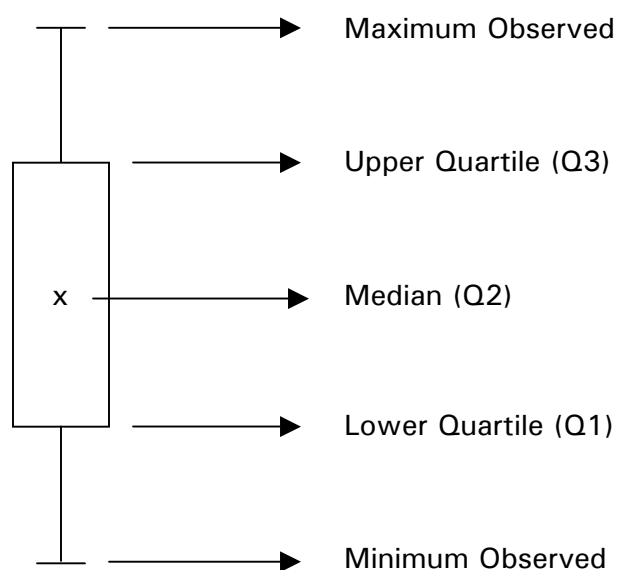 Maximum Observed
Upper Quartile (Q3)
x
Median (Q2)
Lower Quartile (Q1)
Minimum Observed